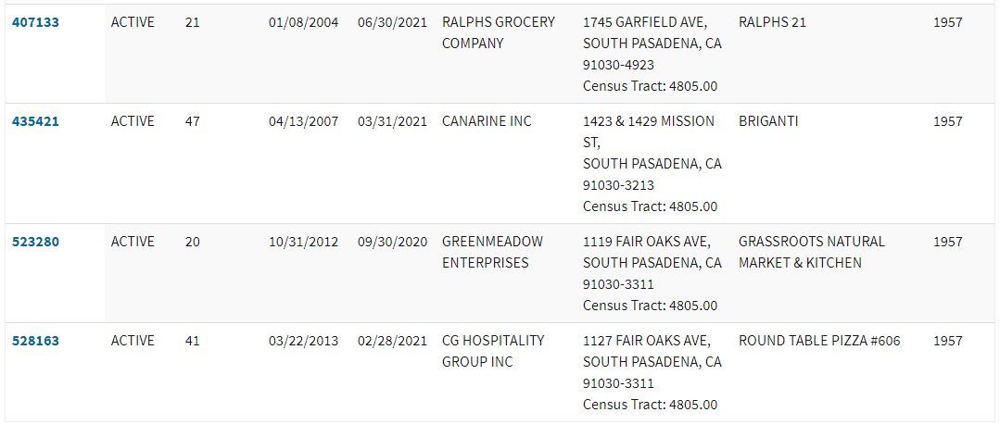 407133 ACTIVE 21 01/08/2004 06/30/2021 RALPHS GROCERY 1745 GARFIELD AVE, RALPHS 21 1957
COMPANY SOUTH PASADENA, CA
91030-4923
Census Tract: 4805.00
435421 ACTIVE 47 04/13/2007 03/31/2021 CANARINE INC 1423 & 1429 MISSION BRIGANTI 1957
ST,
SOUTH PASADENA, CA
91030-3213
Census Tract: 4805.00
523280 ACTIVE 20 10/31/2012 09/30/2020 GREENMEADOW 1119 FAIR OAKS AVE, GRASSROOTS NATURAL 1957
ENTERPRISES SOUTH PASADENA, CA MARKET & KITCHEN
91030-3311
Census Tract: 4805.00
528163 ACTIVE 41 03/22/2013 02/28/2021 CG HOSPITALITY 1127 FAIR OAKS AVE, ROUND TABLE PIZZA #606 1957
GROUP INC SOUTH PASADENA, CA
91030-3311
Census Tract: 4805.00